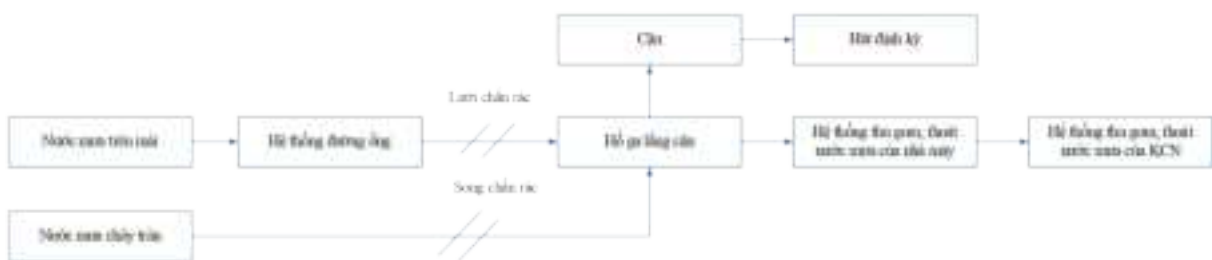 Cặn
Hút định kỳ
Lưới chắn rác
Nước mưa trên mái
Hệ thống đường ống
Hố ga lắng cặn
Hệ thống thu gom, thoát
nước mưa của nhà máy
Hệ thống thu gom, thoát
nước mưa của KCN
Song chắn rác
Nước mưa chảy tràn